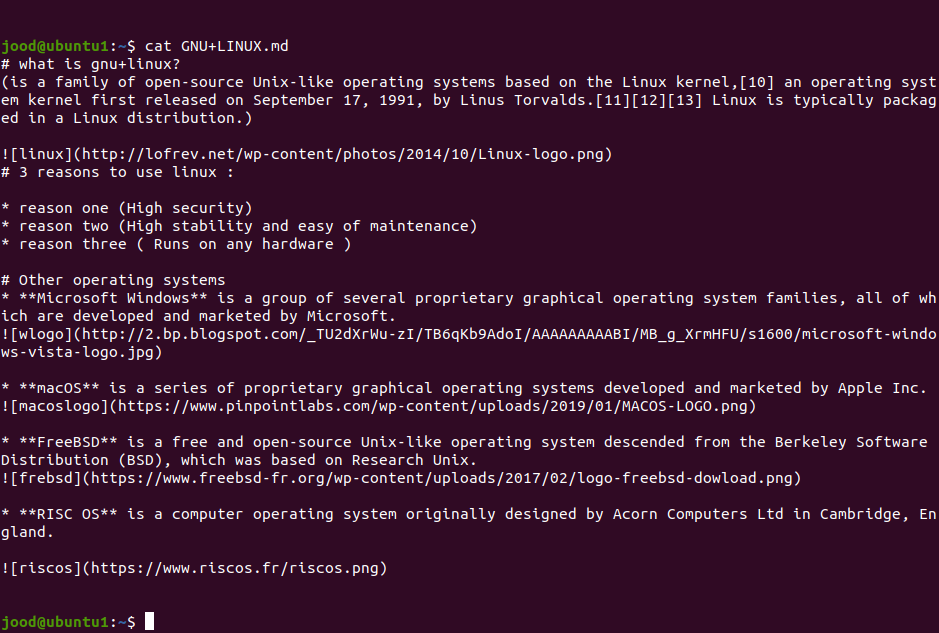 jood@ubuntu1:~$ cat GNU+LINUX.md
# what is gnu+linux?
(is a family of open-source Unix-like operating systems based on the Linux kernel,[10] an operating syst
em kernel first released on September 17, 1991, by Linus Torvalds.[11][12][13] Linux is typically packag
ed in a Linux distribution.)
![linux](http://lofrev.net/wp-content/photos/2014/10/Linux-logo.png)
# 3 reasons to use linux :
* reason one (High security)
* reason two (High stability and easy of maintenance)
* reason three ( Runs on any hardware )
# Other operating systems
* **Microsoft Windows** is a group of several proprietary graphical operating system families, all of wh
ich are developed and marketed by Microsoft.
![wlogo](http://2.bp.blogspot.com/_TU2dXrWu-zI/TB6qKb9AdoI/AAAAAAAAABI/MB_g_XrmHFU/s1600/microsoft-windo
ws-vista-logo.jpg)
* **macOS** is a series of proprietary graphical operating systems developed and marketed by Apple Inc.
![macoslogo](https://www.pinpointlabs.com/wp-content/uploads/2019/01/MACOS-LOGO.png)
* **FreeBSD** is a free and open-source Unix-like operating system descended from the Berkeley Software
Distribution (BSD), which was based on Research Unix.
![frebsd](https://www.freebsd-fr.org/wp-content/uploads/2017/02/logo-freebsd-dowload.png)
* **RISC OS** is a computer operating system originally designed by Acorn Computers Ltd in Cambridge, En
gland.
![riscos](https://www.riscos.fr/riscos.png)
jood@ubuntu1:~$